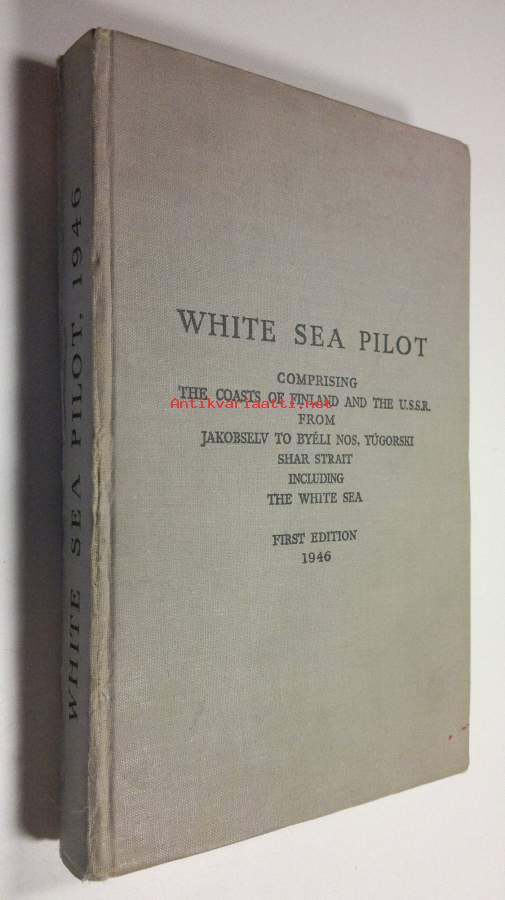 WHITE SEA PILOT, 1946
WHITE SEA PILOT
COMPRISING
THE COASTS OF FINLAND AND THE U.S.S.R.
Antikvariaatti.net
FROM
JAKOBSELV TO BYÉLI NOS, YÚGORSKI
SHAR STRAIT
INCLUDING
THE WHITE SEA
FIRST EDITION
1946